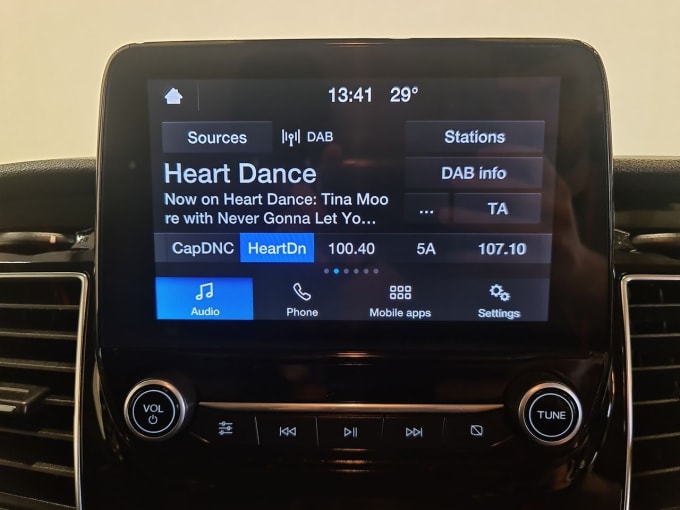 13:41 29°
Sources DAB Stations
Heart Dance DAB info
Now on Heart Dance: Tina Moo
re with Never Gonna Let Yo... ... TA
CapDNC HeartDn 100.40 5A 107.10
Audio Phone Mobile apps Settings
VOL TUNE